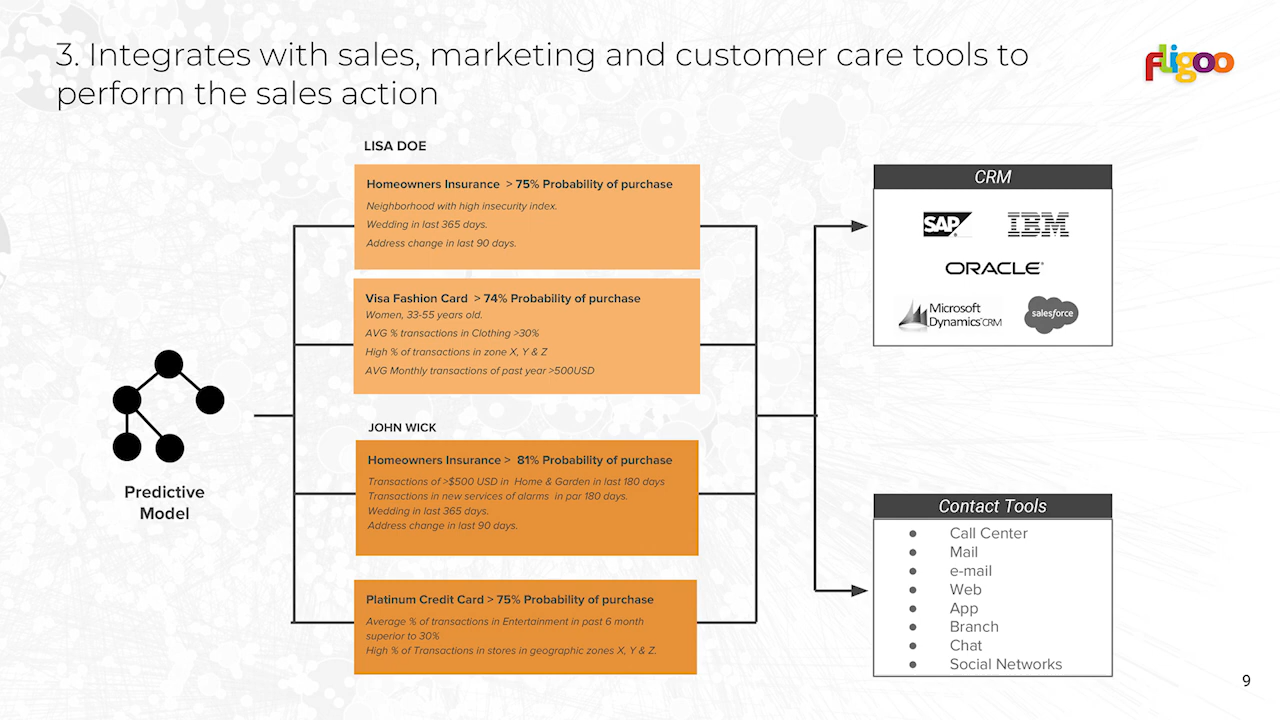 3. Integrates with sales, marketing and customer care tools to
perform the sales action
fligoo
LISA DOE
Homeowners Insurance > 75% Probability of purchase
Neighborhood with high insecurity index.
Wedding in last 365 days.
Address change in last 90 days.
Visa Fashion Card > 74% Probability of purchase
Women, 33-55 years old.
AVG % transactions in Clothing >30%
High % of transactions in zone X, Y & Z
AVG Monthly transactions of past year >500USD
JOHN WICK
Homeowners Insurance > 81% Probability of purchase
Transactions of >$500 USD in Home & Garden in last 180 days
Transactions in new services of alarms in par 180 days.
Wedding in last 365 days.
Address change in last 90 days.
Platinum Credit Card > 75% Probability of purchase
Average % of transactions in Entertainment in past 6 month
superior to 30%
High % of Transactions in stores in geographic zones X, Y & Z.
Predictive
Model
CRM
SAP®
IBM
ORACLE®
Microsoft
Dynamics CRM
salesforce
Contact Tools
● Call Center
● Mail
● e-mail
● Web
● App
● Branch
● Chat
● Social Networks
9